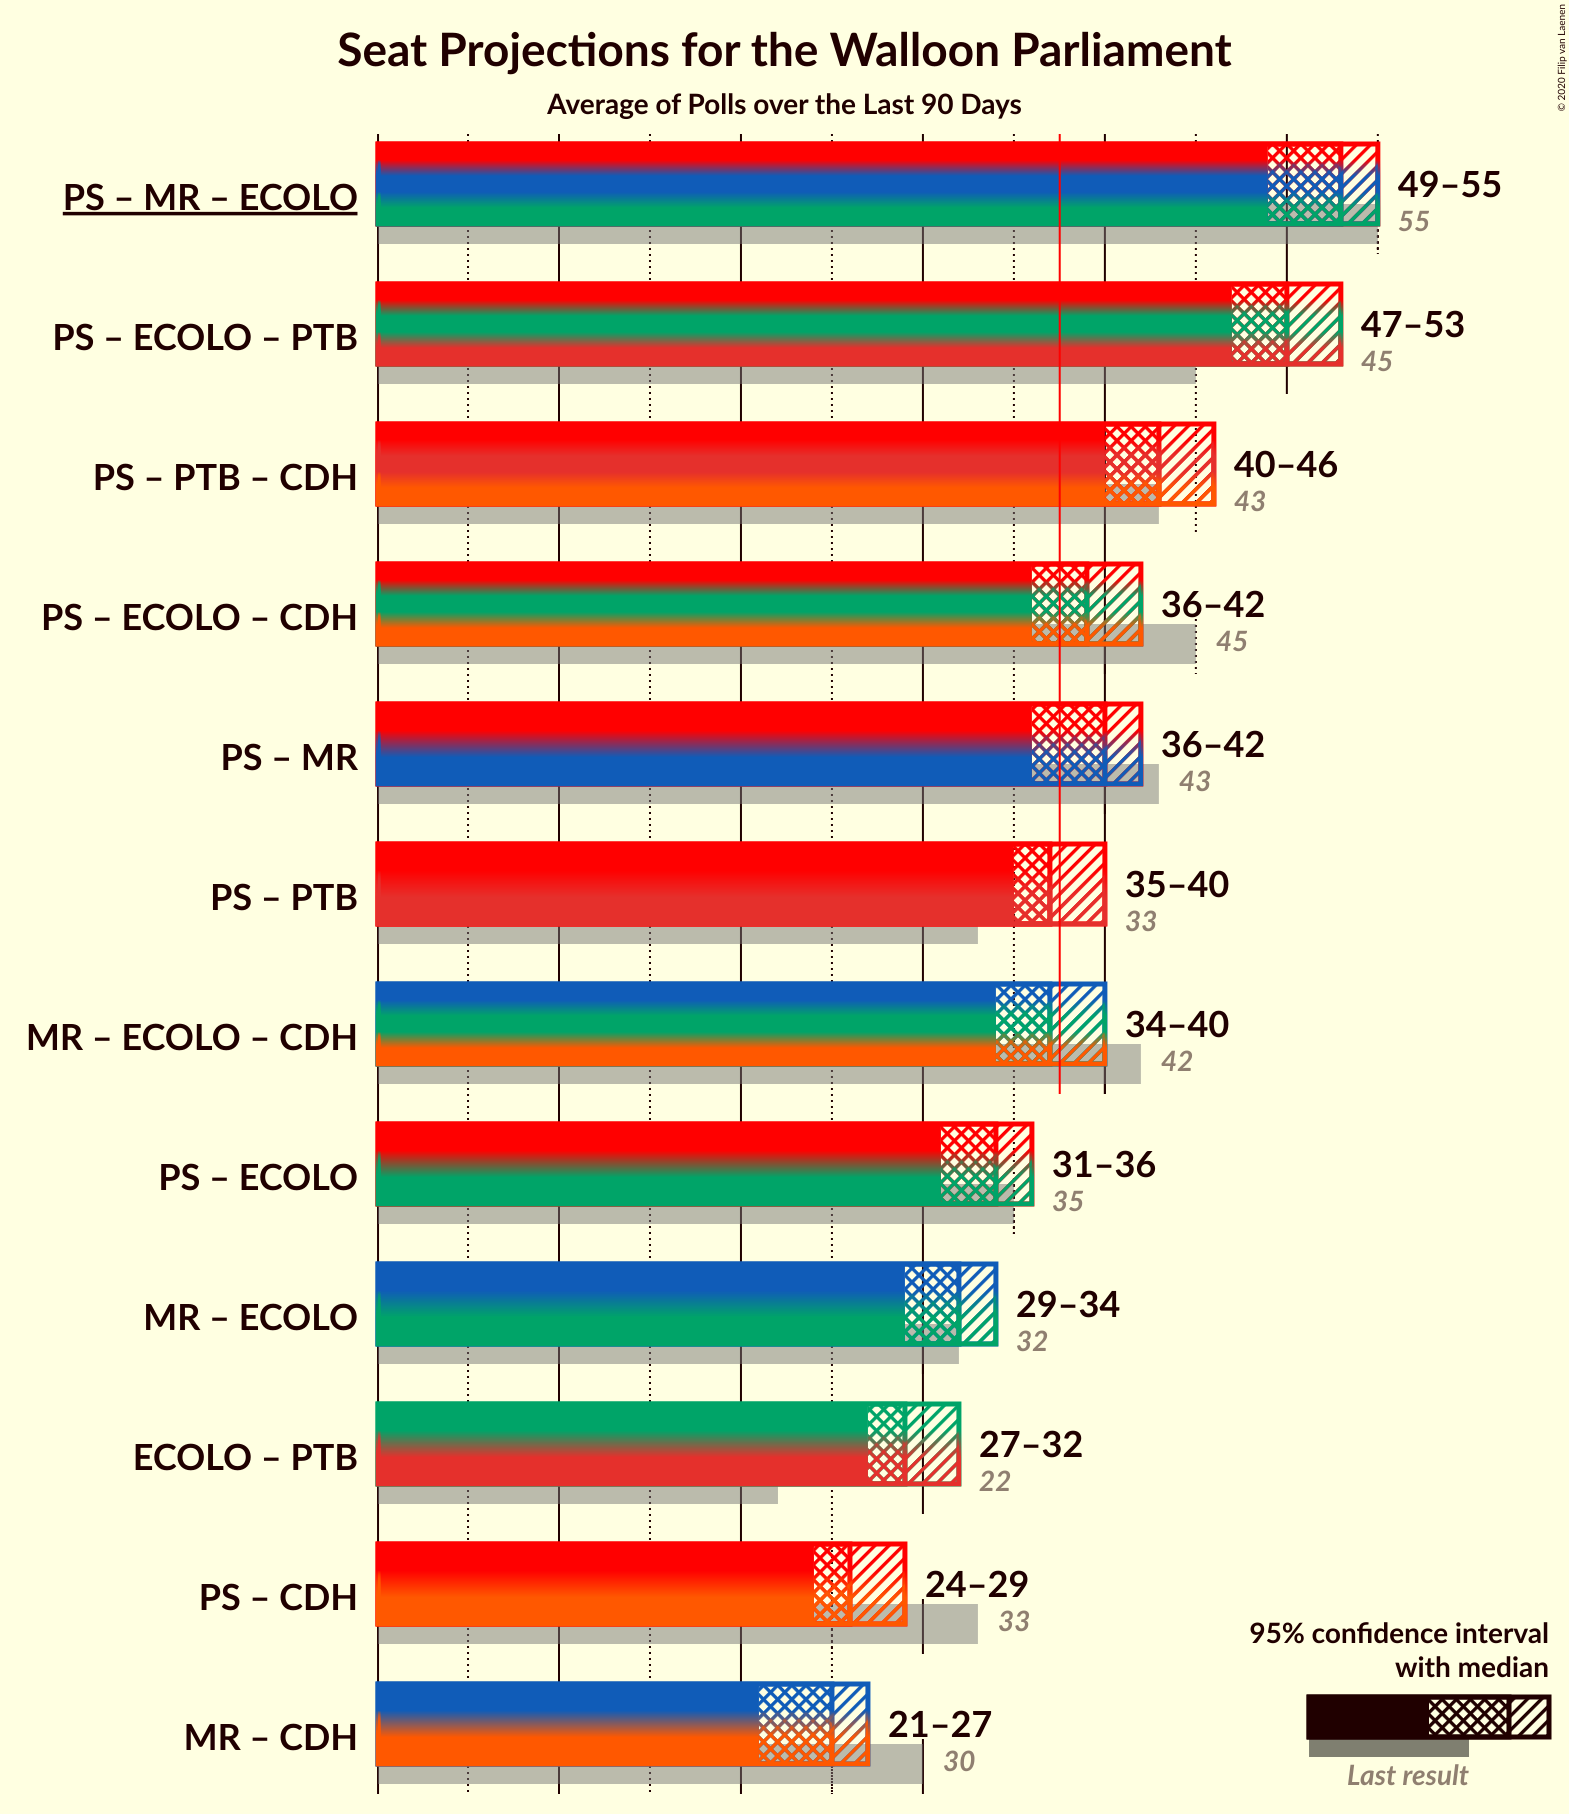 Seat Projections for the Walloon Parliament
Average of Polls over the Last 90 Days
© 2020 Filip van Laenen
PS – MR – ECOLO
49–55
55
PS – ECOLO – PTB
47–53
45
PS – PTB – CDH
40–46
43
PS – ECOLO – CDH
36–42
45
PS – MR
36–42
43
PS – PTB
35–40
33
MR – ECOLO – CDH
34–40
42
PS – ECOLO
31–36
35
MR – ECOLO
29–34
32
ECOLO – PTB
27–32
22
PS – CDH
24–29
33
MR – CDH
21–27
30
95% confidence interval
with median
Last result